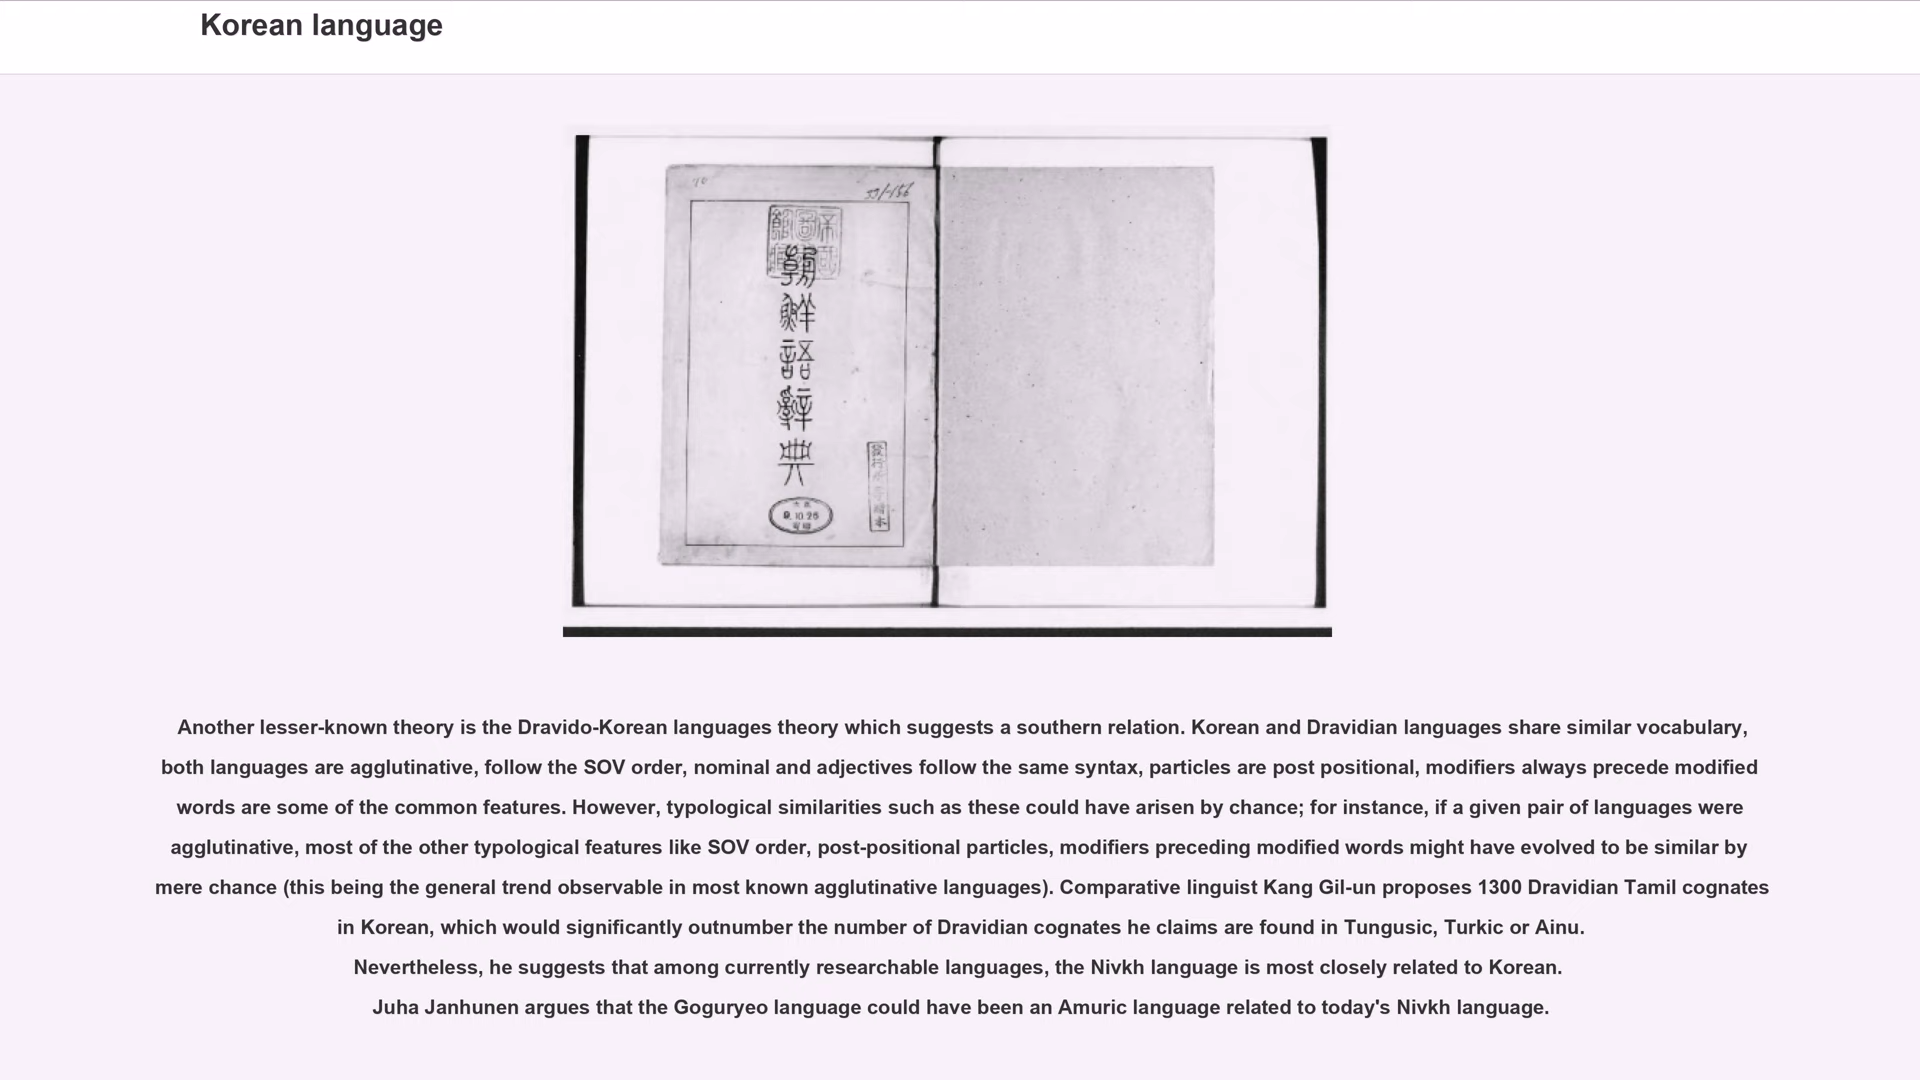 Korean language
70
33/-156
朝
鮮
語
辭
典
9.10.26
Another lesser-known theory is the Dravido-Korean languages theory which suggests a southern relation. Korean and Dravidian languages share similar vocabulary,
both languages are agglutinative, follow the SOV order, nominal and adjectives follow the same syntax, particles are post positional, modifiers always precede modified
words are some of the common features. However, typological similarities such as these could have arisen by chance; for instance, if a given pair of languages were
agglutinative, most of the other typological features like SOV order, post-positional particles, modifiers preceding modified words might have evolved to be similar by
mere chance (this being the general trend observable in most known agglutinative languages). Comparative linguist Kang Gil-un proposes 1300 Dravidian Tamil cognates
in Korean, which would significantly outnumber the number of Dravidian cognates he claims are found in Tungusic, Turkic or Ainu.
Nevertheless, he suggests that among currently researchable languages, the Nivkh language is most closely related to Korean.
Juha Janhunen argues that the Goguryeo language could have been an Amuric language related to today's Nivkh language.